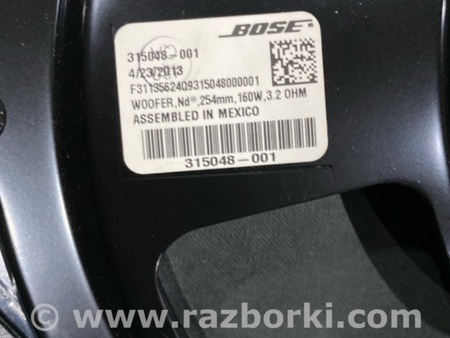 BOSE
315048-001
4/23/2013
F31135624Q9315048000001
WOOFER, Nd®, 254mm, 160W, 3.2 OHM
ASSEMBLED IN MEXICO
315048-001
www.razborki.com